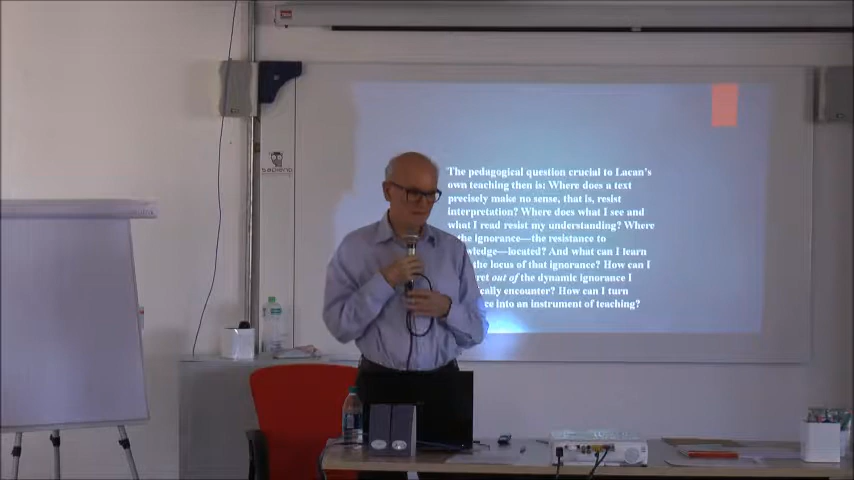 sapienti
The pedagogical question crucial to Lacan's
own teaching then is: Where does a text
precisely make no sense, that is, resist
interpretation? Where does what I see and
what I read resist my understanding? Where
the ignorance—the resistance to
wledge—located? And what can I learn
the locus of that ignorance? How can I
ret out of the dynamic ignorance I
ically encounter? How can I turn
ce into an instrument of teaching?